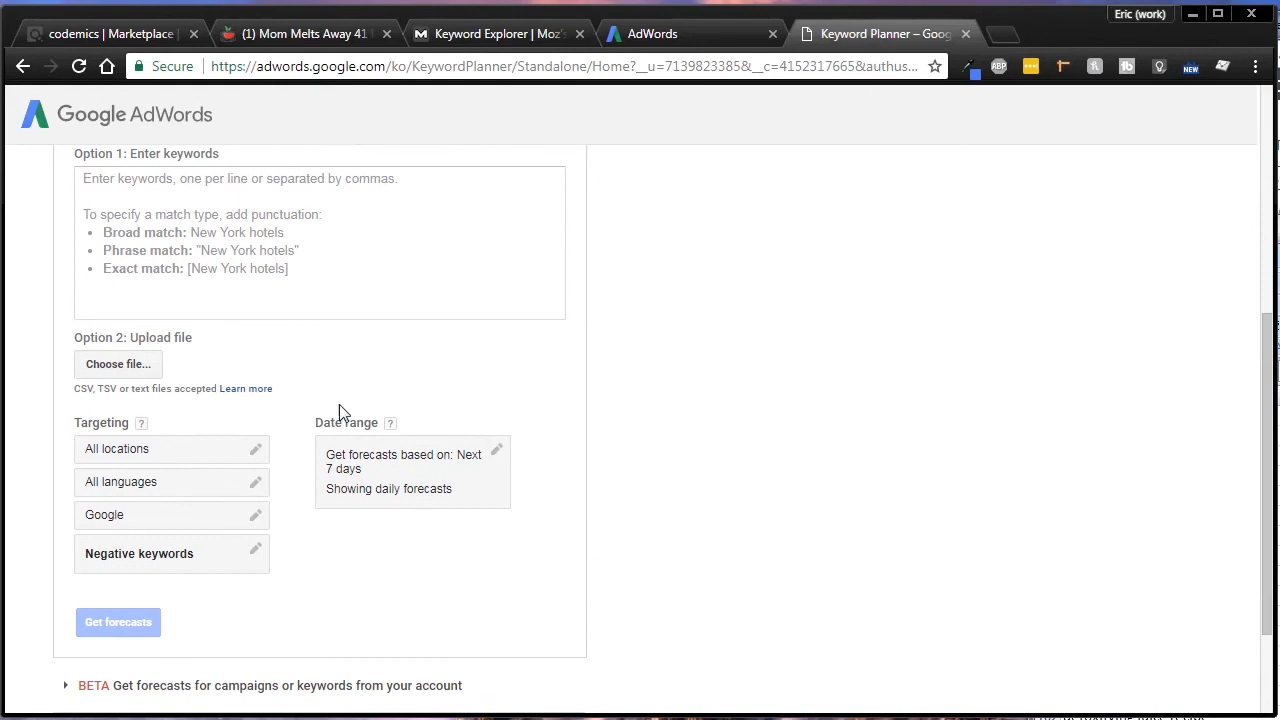 Eric (work)
codemics | Marketplace |
(1) Mom Melts Away 41
Keyword Explorer | Moz's
AdWords
Keyword Planner – Goog
Secure
https://adwords.google.com/ko/KeywordPlanner/Standalone/Home?__u=7139823385&__c=4152317665&authus...
ABP
NEW
Google AdWords
Option 1: Enter keywords
Enter keywords, one per line or separated by commas.
To specify a match type, add punctuation:
• Broad match: New York hotels
• Phrase match: "New York hotels"
• Exact match: [New York hotels]
Option 2: Upload file
Choose file...
CSV, TSV or text files accepted Learn more
Targeting ?
All locations
All languages
Google
Negative keywords
Date range ?
Get forecasts based on: Next
7 days
Showing daily forecasts
Get forecasts
BETA Get forecasts for campaigns or keywords from your account